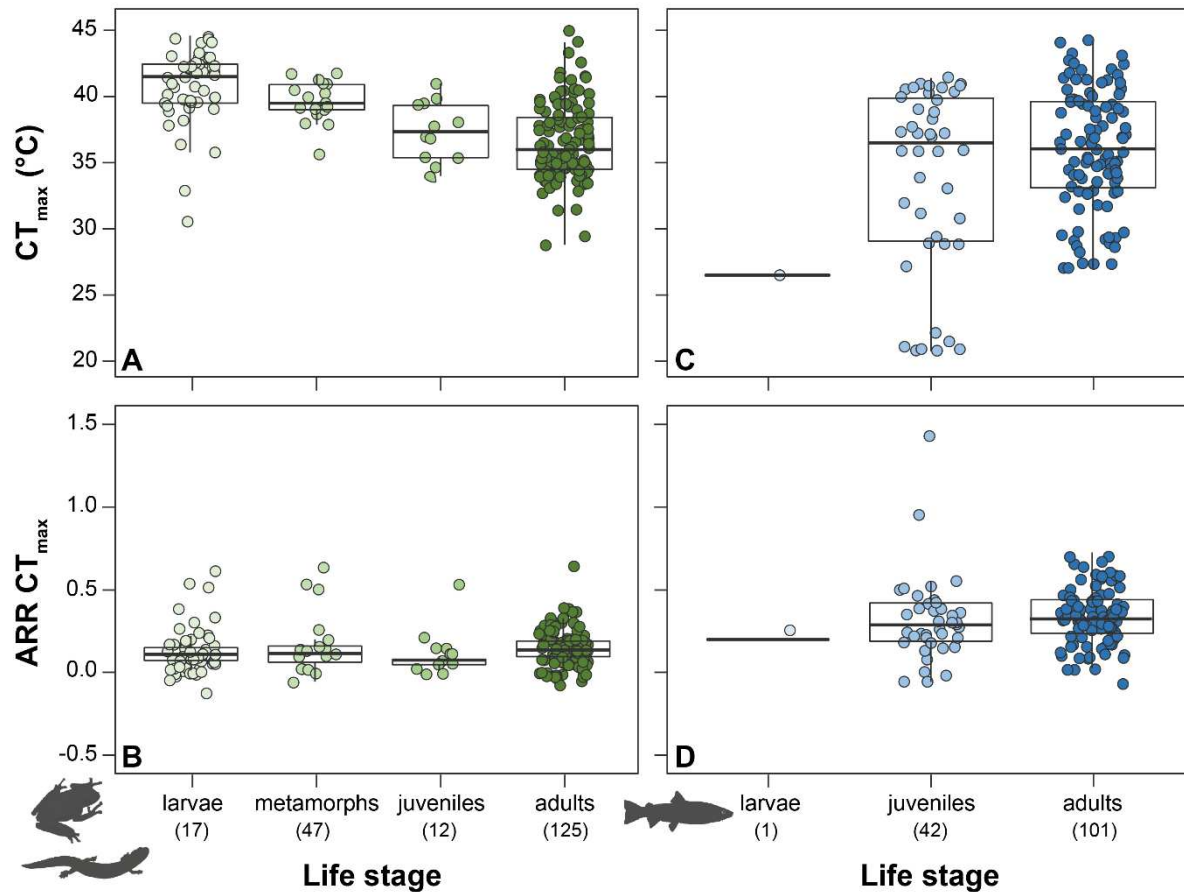 CTmax (°C)
45
40
35
30
25
20
A
C
ARR CTmax
1.5
1.0
0.5
0.0
-0.5
B
D
larvae metamorphs juveniles adults larvae juveniles adults
(17) (47) (12) (125) (1) (42) (101)
Life stage Life stage